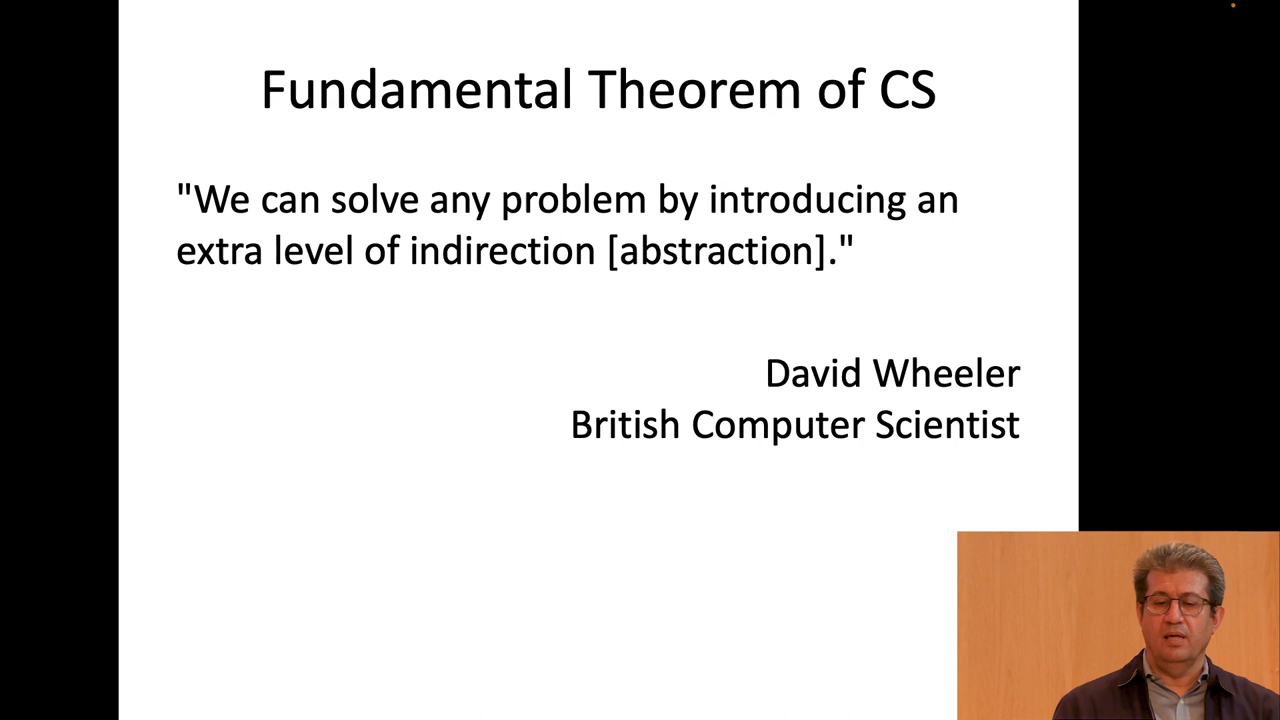 Fundamental Theorem of CS
"We can solve any problem by introducing an
extra level of indirection [abstraction]."
David Wheeler
British Computer Scientist